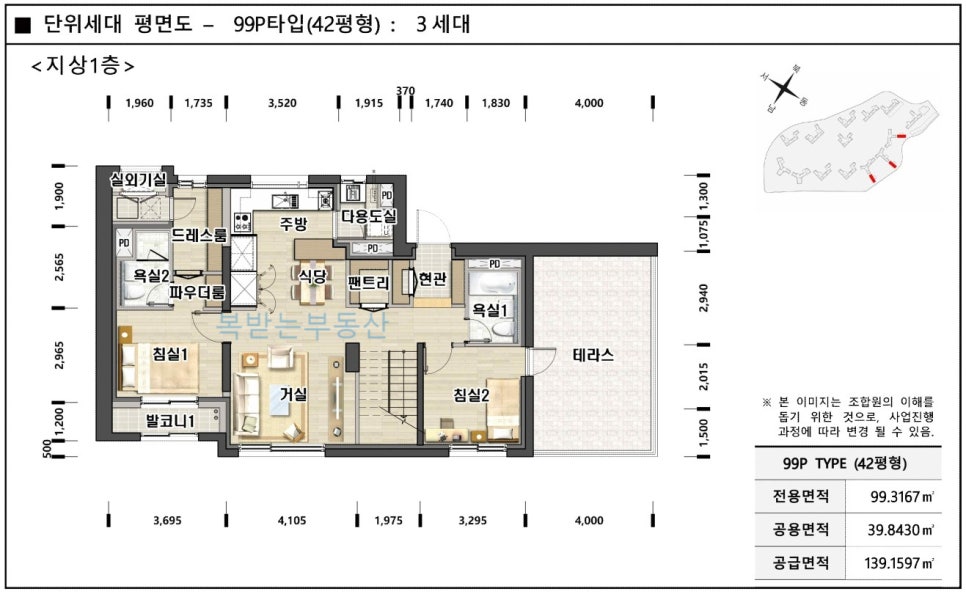 ■ 단위세대 평면도 – 99P타입(42평형) : 3세대
<지상1층>
370
1,960 1,735 3,520 1,915 1,740 1,830 4,000
1,900
2,565
2,965
1,200
500
1,300
1,075
2,940
2,015
1,500
실외기실
PD
드레스룸
욕실2
파우더룸
침실1
발코니1
주방
식당
거실
다용도실
PD
PD
팬트리
현관
PD
욕실1
침실2
테라스
복받는부동산
3,695 4,105 1,975 3,295 4,000
북
서
동
남
※ 본 이미지는 조합원의 이해를
돕기 위한 것으로, 사업진행
과정에 따라 변경 될 수 있음.
99P TYPE (42평형)
전용면적 99.3167㎡
공용면적 39.8430㎡
공급면적 139.1597㎡